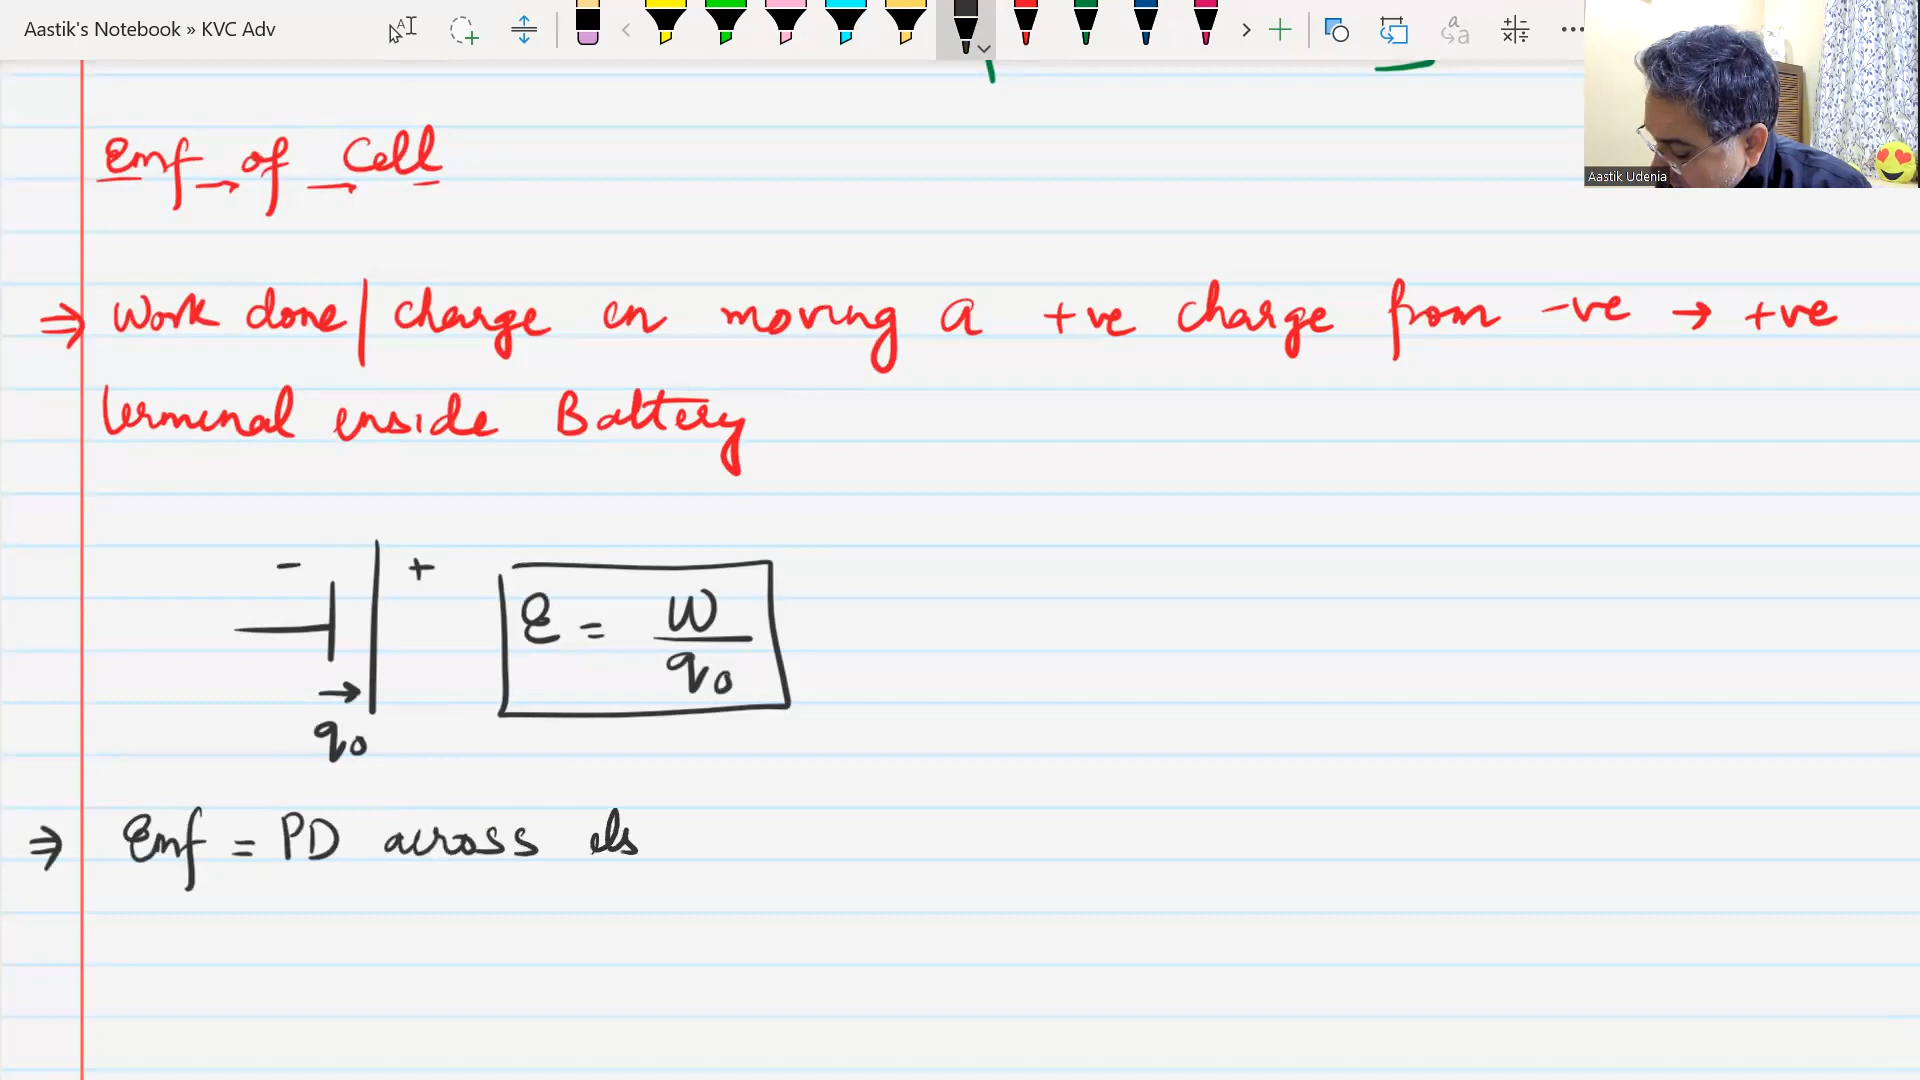 Aastik's Notebook » KVC Adv
Aastik Udenia
Emf of Cell
⇒ Work done / charge in moving a +ve charge from -ve → +ve
terminal inside Battery
- +
ε = W / q₀
→
q₀
⇒ Emf = PD across its